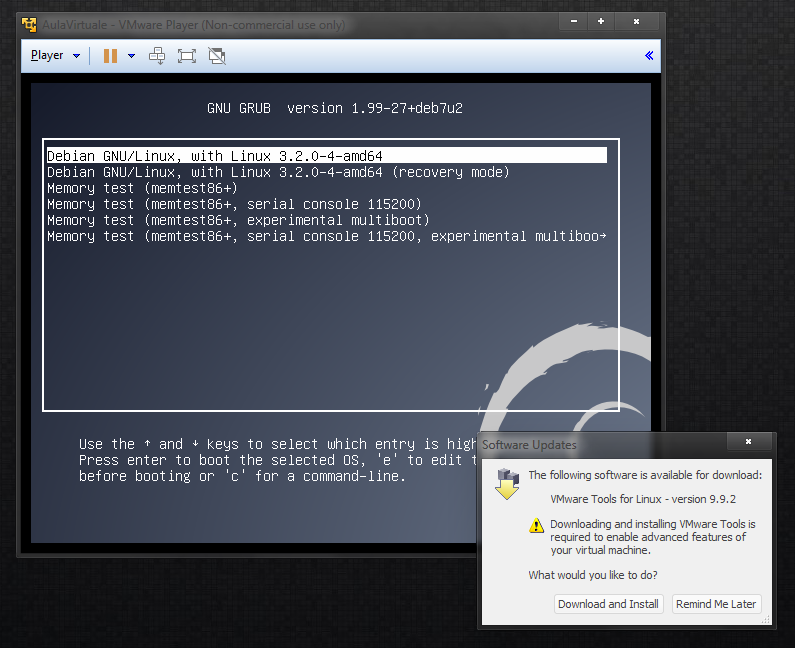 AulaVirtuale - VMware Player (Non-commercial use only)
Player
GNU GRUB version 1.99-27+deb7u2
Debian GNU/Linux, with Linux 3.2.0-4-amd64
Debian GNU/Linux, with Linux 3.2.0-4-amd64 (recovery mode)
Memory test (memtest86+)
Memory test (memtest86+, serial console 115200)
Memory test (memtest86+, experimental multiboot)
Memory test (memtest86+, serial console 115200, experimental multiboo→
Use the ↑ and ↓ keys to select which entry is hig
Press enter to boot the selected OS, 'e' to edit
before booting or 'c' for a command-line.
Software Updates
The following software is available for download:
VMware Tools for Linux - version 9.9.2
Downloading and installing VMware Tools is
required to enable advanced features of
your virtual machine.
What would you like to do?
Download and Install
Remind Me Later